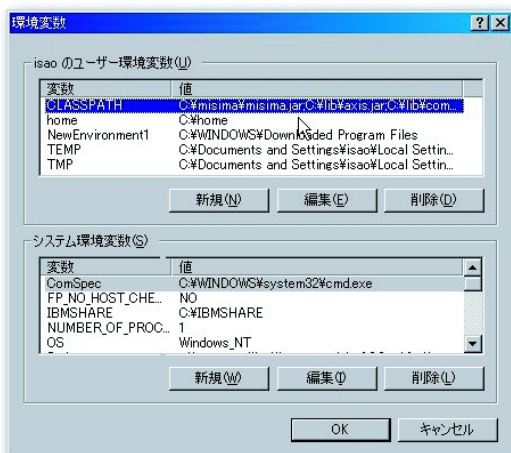 環境変数
isao のユーザー環境変数(U)
変数 値
CLASSPATH C:¥misima¥misima.jar;C:¥lib¥axis.jar;C:¥lib¥com...
home C:¥home
NewEnvironment1 C:¥WINDOWS¥Downloaded Program Files
TEMP C:¥Documents and Settings¥isao¥Local Settin...
TMP C:¥Documents and Settings¥isao¥Local Settin...
新規(N) 編集(E) 削除(D)
システム環境変数(S)
変数 値
ComSpec C:¥WINDOWS¥system32¥cmd.exe
FP_NO_HOST_CHE... NO
IBMSHARE C:¥IBMSHARE
NUMBER_OF_PROC... 1
OS Windows_NT
新規(W) 編集(I) 削除(L)
OK キャンセル